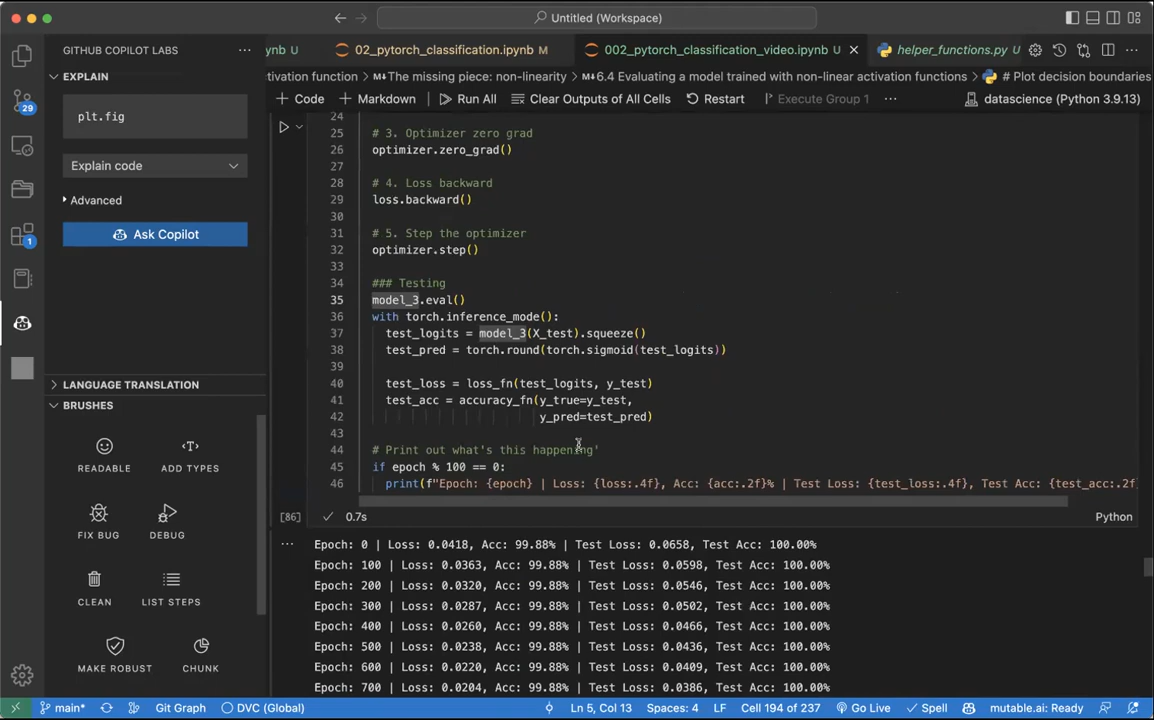 Untitled (Workspace)
GITHUB COPILOT LABS
ynb U
02_pytorch_classification.ipynb M
002_pytorch_classification_video.ipynb U
helper_functions.py U
EXPLAIN
activation function)
The missing piece: non-linearity
6.4 Evaluating a model trained with non-linear activation functions
# Plot decision boundaries
Code
Markdown
Run All
Clear Outputs of All Cells
Restart
Execute Group 1
datascience (Python 3.9.13)
plt.fig
Explain code
Advanced
Ask Copilot
24
25 # 3. Optimizer zero grad
26 optimizer.zero_grad()
27
28 # 4. Loss backward
29 loss.backward()
30
31 # 5. Step the optimizer
32 optimizer.step()
33
34 ### Testing
35 model_3.eval()
36 with torch.inference_mode():
37 test_logits = model_3(X_test).squeeze()
38 test_pred = torch.round(torch.sigmoid(test_logits))
39
40 test_loss = loss_fn(test_logits, y_test)
41 test_acc = accuracy_fn(y_true=y_test,
42 y_pred=test_pred)
43
44 # Print out what's this happening'
45 if epoch % 100 == 0:
46 print(f"Epoch: {epoch} | Loss: {loss:.4f}, Acc: {acc:.2f}% | Test Loss: {test_loss:.4f}, Test Acc: {test_acc:.2f
[86] 0.7s
Python
LANGUAGE TRANSLATION
BRUSHES
READABLE
ADD TYPES
FIX BUG
DEBUG
CLEAN
LIST STEPS
MAKE ROBUST
CHUNK
Epoch: 0 | Loss: 0.0418, Acc: 99.88% | Test Loss: 0.0658, Test Acc: 100.00%
Epoch: 100 | Loss: 0.0363, Acc: 99.88% | Test Loss: 0.0598, Test Acc: 100.00%
Epoch: 200 | Loss: 0.0320, Acc: 99.88% | Test Loss: 0.0546, Test Acc: 100.00%
Epoch: 300 | Loss: 0.0287, Acc: 99.88% | Test Loss: 0.0502, Test Acc: 100.00%
Epoch: 400 | Loss: 0.0260, Acc: 99.88% | Test Loss: 0.0466, Test Acc: 100.00%
Epoch: 500 | Loss: 0.0238, Acc: 99.88% | Test Loss: 0.0436, Test Acc: 100.00%
Epoch: 600 | Loss: 0.0220, Acc: 99.88% | Test Loss: 0.0409, Test Acc: 100.00%
Epoch: 700 | Loss: 0.0204, Acc: 99.88% | Test Loss: 0.0386, Test Acc: 100.00%
29
1
main*
Git Graph
DVC (Global)
Ln 5, Col 13
Spaces: 4
LF
Cell 194 of 237
Go Live
Spell
mutable.ai: Ready